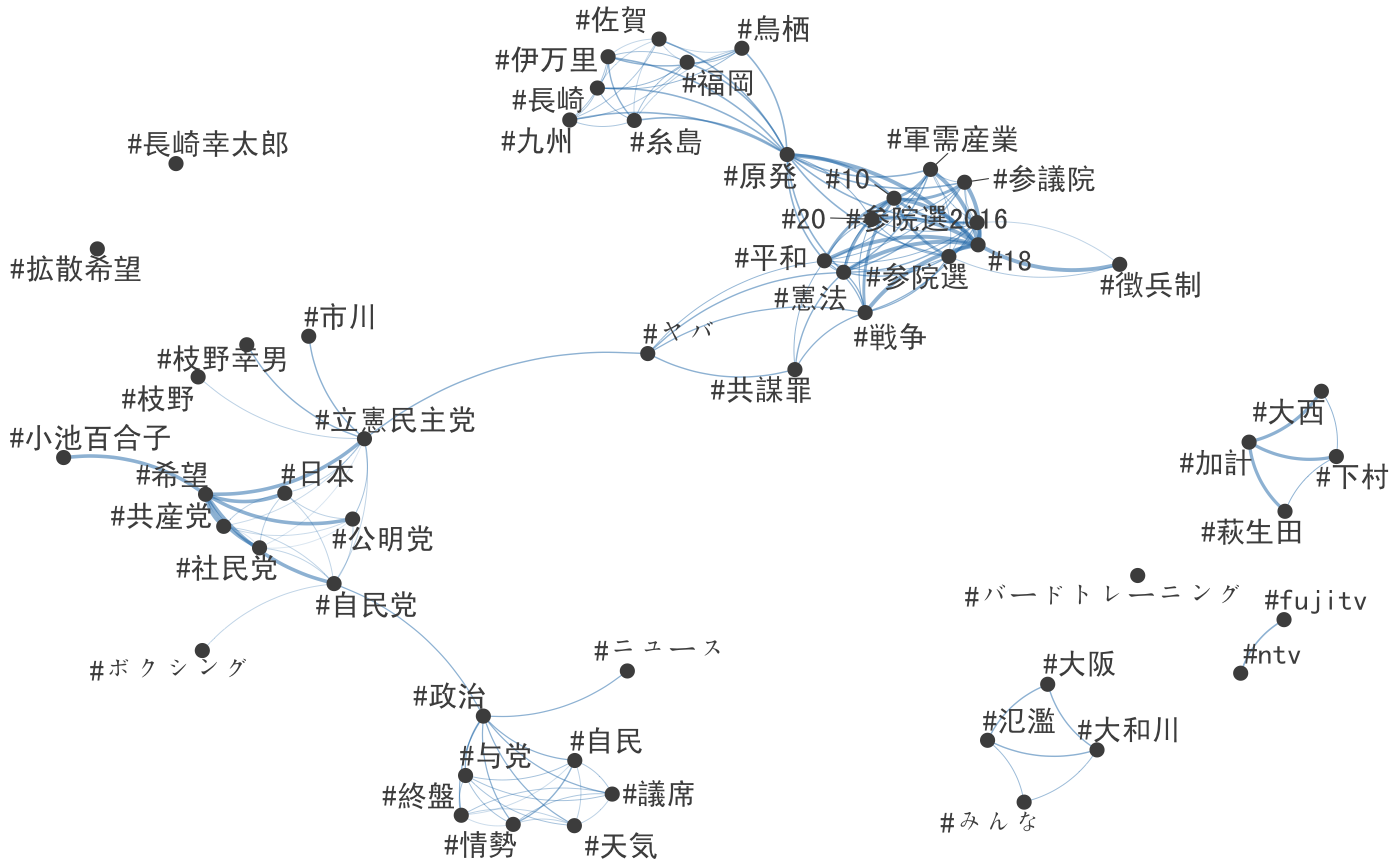 #佐賀
#鳥栖
#伊万里
#福岡
#長崎
#九州
#糸島
#長崎幸太郎
#軍需産業
#原発
#10
#参議院
#20
#参院選2016
#平和
#18
#拡散希望
#参院選
#徴兵制
#憲法
#市川
#ヤバ
#戦争
#枝野幸男
#枝野
#共謀罪
#立憲民主党
#大西
#小池百合子
#希望
#日本
#加計
#下村
#共産党
#公明党
#萩生田
#社民党
#自民党
#バードトレーニング
#fujitv
#ボクシング
#ニュース
#ntv
#大阪
#政治
#氾濫
#大和川
#与党
#自民
#終盤
#議席
#みんな
#情勢
#天気